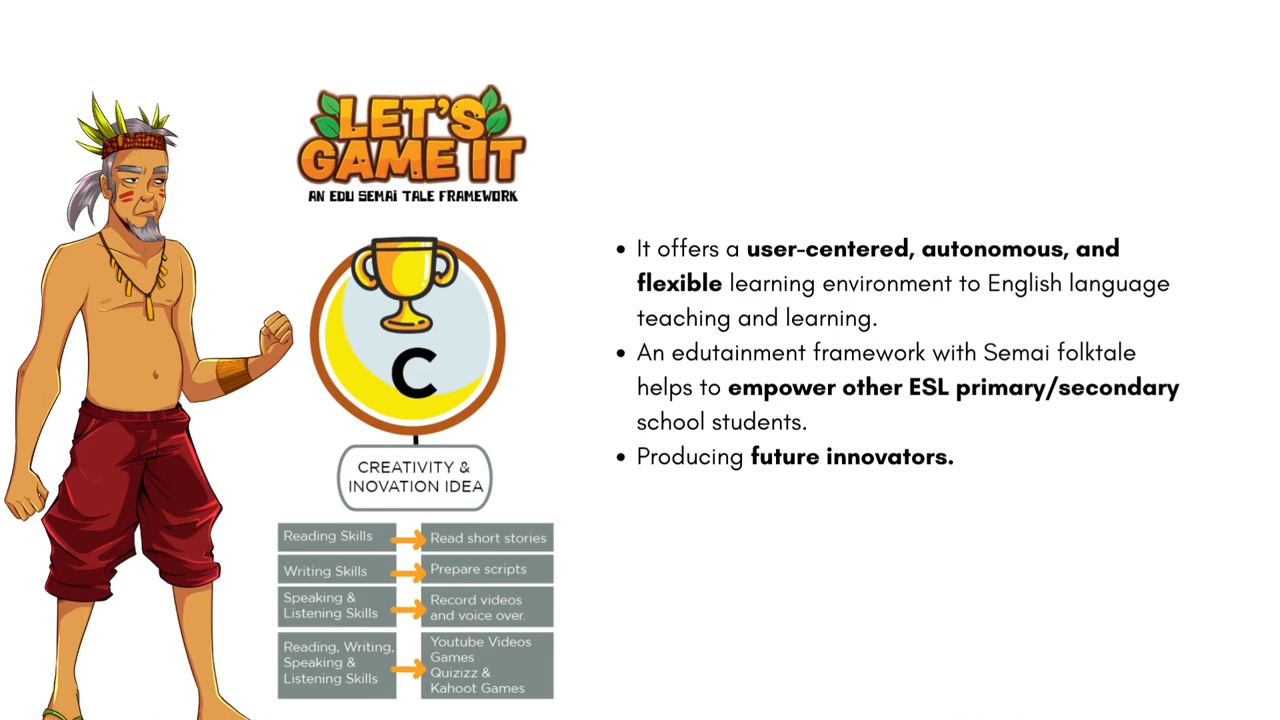 LET'S
GAME IT
AN EDU SEMAI TALE FRAMEWORK
C
CREATIVITY &
INOVATION IDEA
Reading Skills
Read short stories
Writing Skills
Prepare scripts
Speaking &
Listening Skills
Record videos
and voice over.
Reading, Writing,
Speaking &
Listening Skills
Youtube Videos
Games
Quizizz &
Kahoot Games
• It offers a user-centered, autonomous, and
flexible learning environment to English language
teaching and learning.
• An edutainment framework with Semai folktale
helps to empower other ESL primary/secondary
school students.
• Producing future innovators.